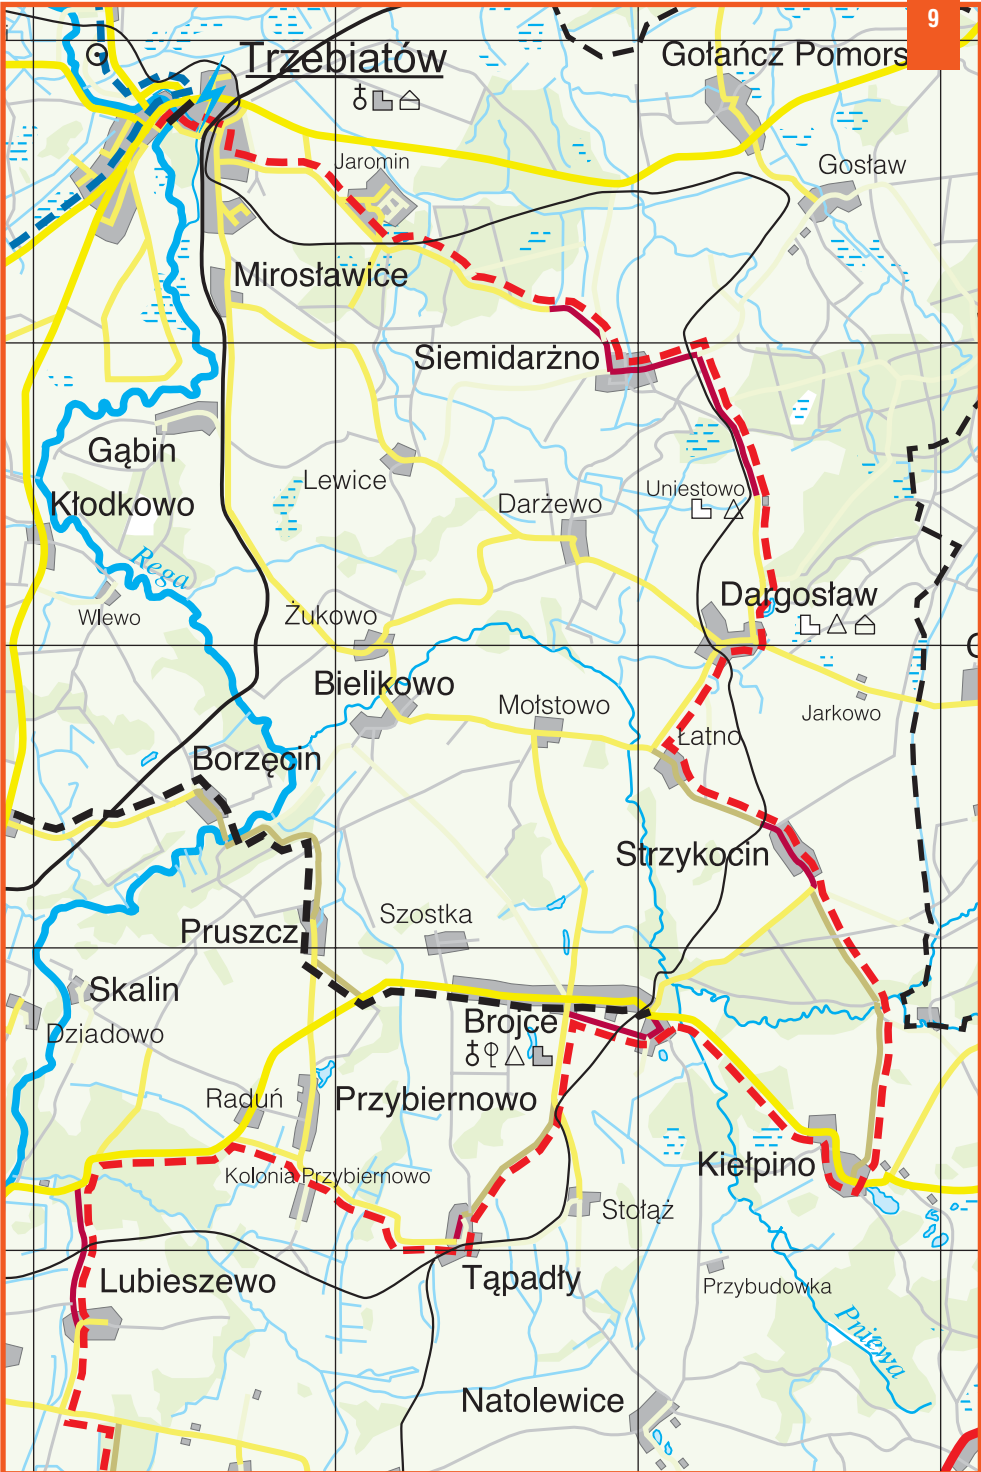 9
Trzebiatów
Gołańcz Pomors
Jaromin
Gosław
Mirosławice
Siemidarżno
Gąbin
Lewice
Kłodkowo
Darżewo
Uniestowo
Rega
Wlewo
Żukowo
Dargosław
Bielikowo
Mołstowo
Jarkowo
Łatno
Borzęcin
Strzykocin
Szostka
Pruszcz
Skalin
Dziadowo
Brojce
Raduń
Przybiernowo
Kolonia Przybiernowo
Kiełpino
Stołąż
Lubieszewo
Tąpadły
Przybudowka
Pniewa
Natolewice